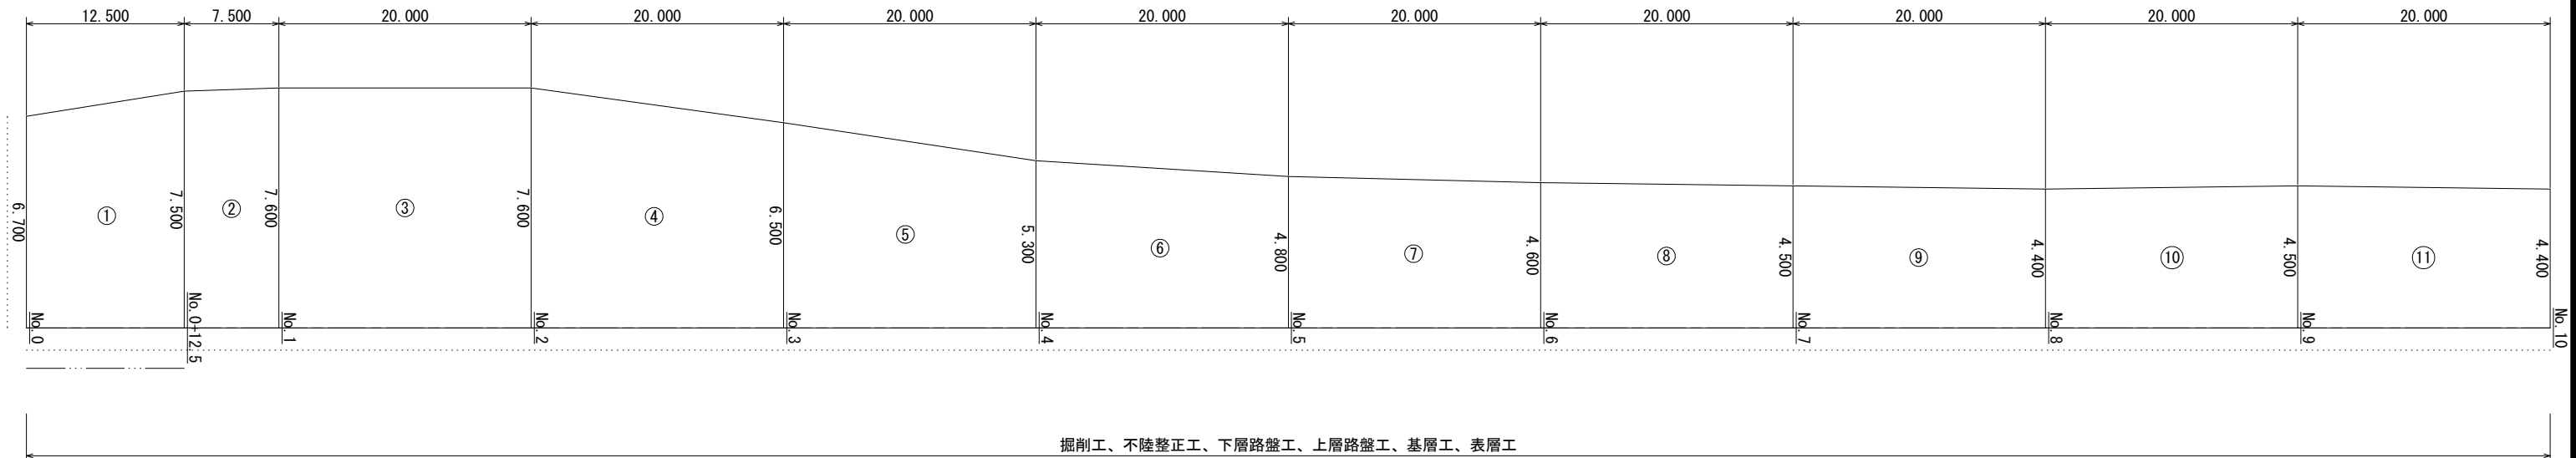 12.500 7.500 20.000 20.000 20.000 20.000 20.000 20.000 20.000 20.000 20.000
6.700 ① 7.500 ② 7.600 ③ 7.600 ④ 6.500 ⑤ 5.300 ⑥ 4.800 ⑦ 4.600 ⑧ 4.500 ⑨ 4.400 ⑩ 4.500 ⑪ 4.400
No.0 No.0+12.5 No.1 No.2 No.3 No.4 No.5 No.6 No.7 No.8 No.9 No.10
掘削工、不陸整正工、下層路盤工、上層路盤工、基層工、表層工